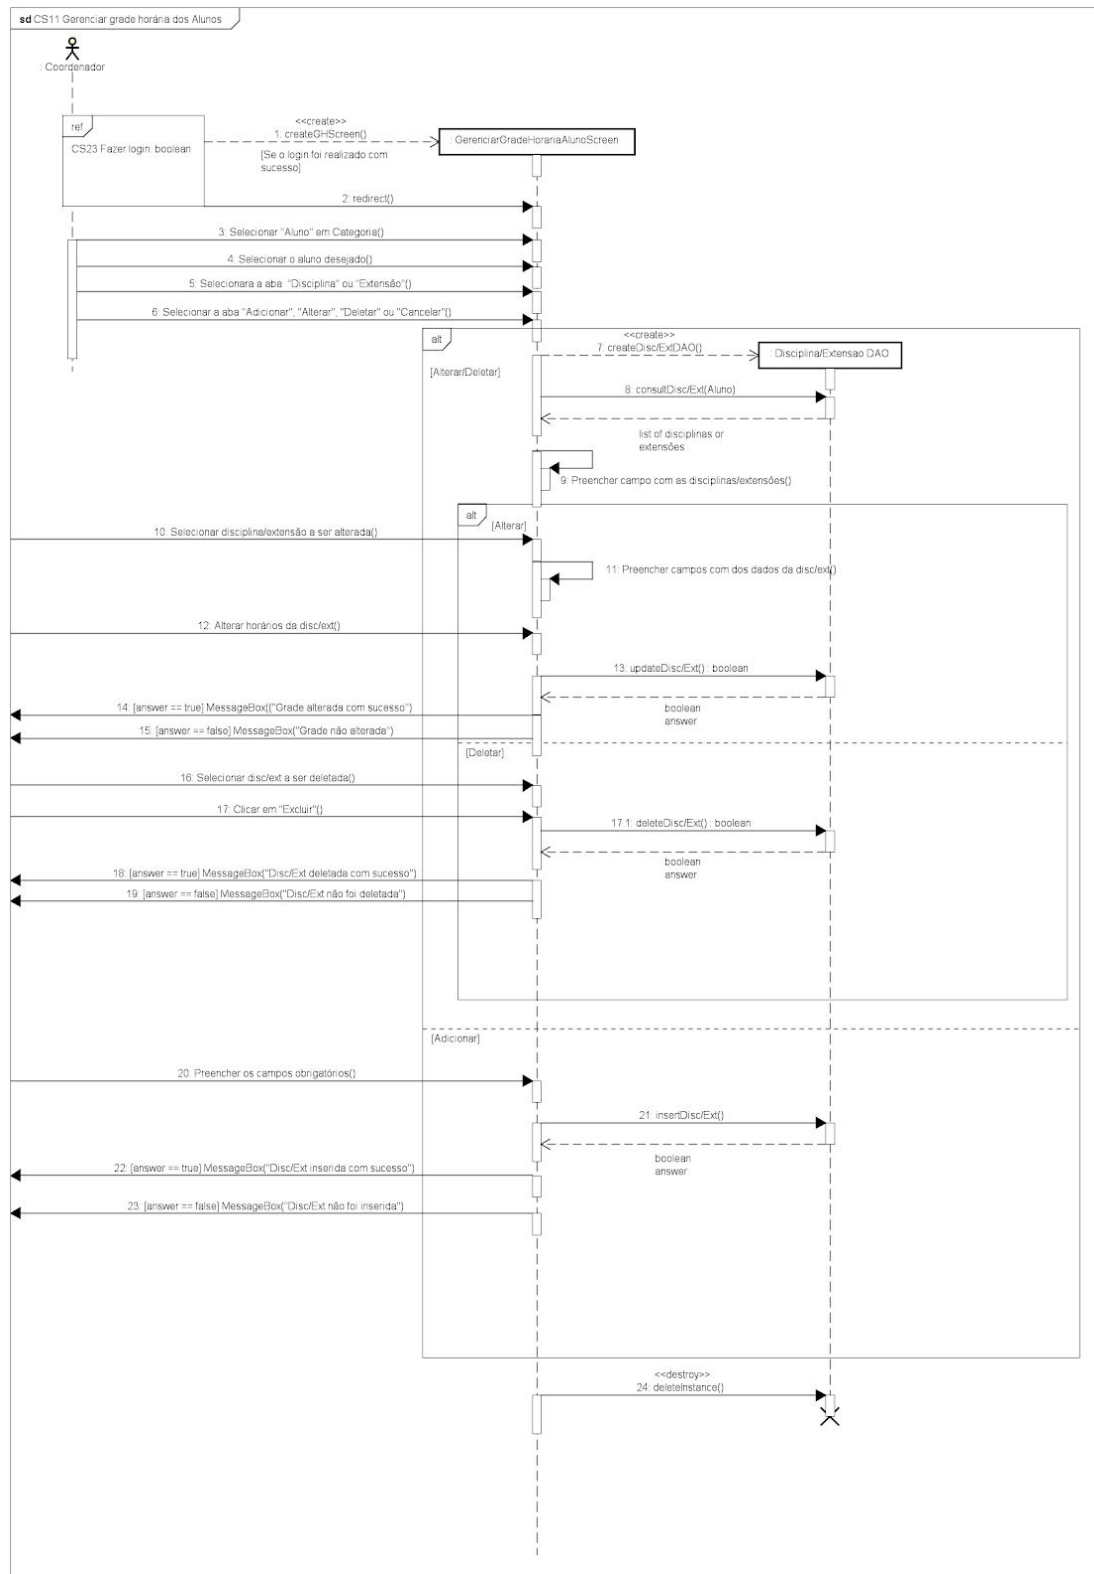 sd CS11 Gerenciar grade horária dos Alunos
: Coordenador
ref
CS23 Fazer login: boolean
<<create>>
1: createGHScreen()
[Se o login foi realizado com
sucesso]
: GerenciarGradeHorariaAlunoScreen
2: redirect()
3: Selecionar "Aluno" em Categoria()
4: Selecionar o aluno desejado()
5: Selecionara a aba "Disciplina" ou "Extensão"()
6: Selecionar a aba "Adicionar", "Alterar", "Deletar" ou "Cancelar"()
alt
[Alterar/Deletar]
<<create>>
7: createDisc/ExtDAO()
: Disciplina/Extensao DAO
8: consultDisc/Ext(Aluno)
list of disciplinas or
extensões
9: Preencher campo com as disciplinas/extensões()
alt
[Alterar]
10: Selecionar disciplina/extensão a ser alterada()
11: Preencher campos com dos dados da disc/ext()
12: Alterar horários da disc/ext()
13: updateDisc/Ext() : boolean
boolean
answer
14: [answer == true] MessageBox(("Grade alterada com sucesso")
15: [answer == false] MessageBox("Grade não alterada")
[Deletar]
16: Selecionar disc/ext a ser deletada()
17: Clicar em "Excluir"()
17.1: deleteDisc/Ext() : boolean
boolean
answer
18: [answer == true] MessageBox("Disc/Ext deletada com sucesso")
19: [answer == false] MessageBox("Disc/Ext não foi deletada")
[Adicionar]
20: Preencher os campos obrigatórios()
21: insertDisc/Ext()
boolean
answer
22: [answer == true] MessageBox("Disc/Ext inserida com sucesso")
23: [answer == false] MessageBox("Disc/Ext não foi inserida")
<<destroy>>
24: deleteInstance()